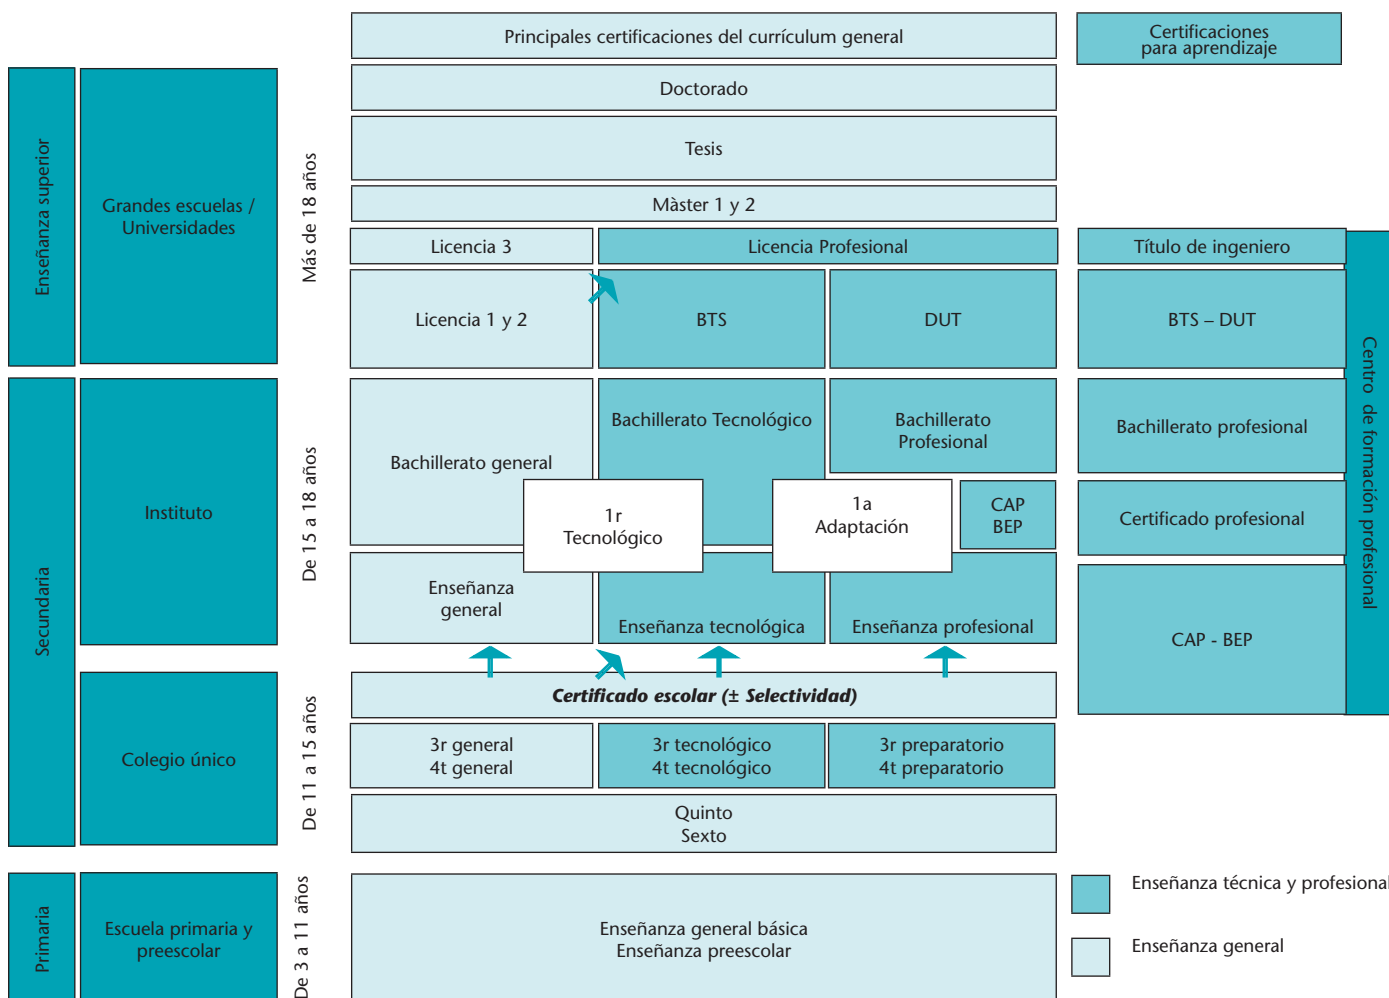 Principales certificaciones del currículum general
Certificaciones
para aprendizaje
Enseñanza superior
Grandes escuelas /
Universidades
Más de 18 años
Doctorado
Tesis
Màster 1 y 2
Licencia 3
Licencia Profesional
Título de ingeniero
Licencia 1 y 2
BTS
DUT
BTS – DUT
Centro de formación profesional
Secundaria
Instituto
De 15 a 18 años
Bachillerato general
Bachillerato Tecnológico
Bachillerato
Profesional
Bachillerato profesional
1r
Tecnológico
1a
Adaptación
CAP
BEP
Certificado profesional
Enseñanza
general
Enseñanza tecnológica
Enseñanza profesional
CAP - BEP
Colegio único
De 11 a 15 años
Certificado escolar (± Selectividad)
3r general
4t general
3r tecnológico
4t tecnológico
3r preparatorio
4t preparatorio
Quinto
Sexto
Primaria
Escuela primaria y
preescolar
De 3 a 11 años
Enseñanza general básica
Enseñanza preescolar
Enseñanza técnica y profesional
Enseñanza general